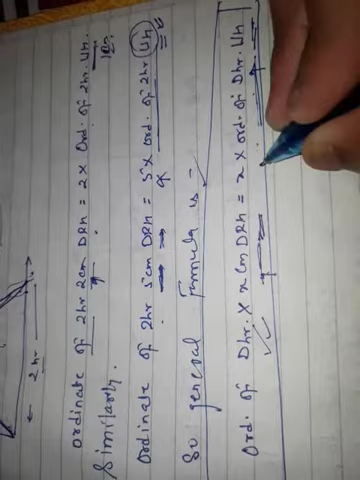 2hr
ordinate of 2hr 2cm DRH = 2 x Ord. of 2hr. UH.
Similarly.
ordinate of 2hr 5cm DRH = 5 x ord. of 2hr UH
So general formula is -
Ord. of Dhr. x x cm DRH = x x ord. of Dhr. UH